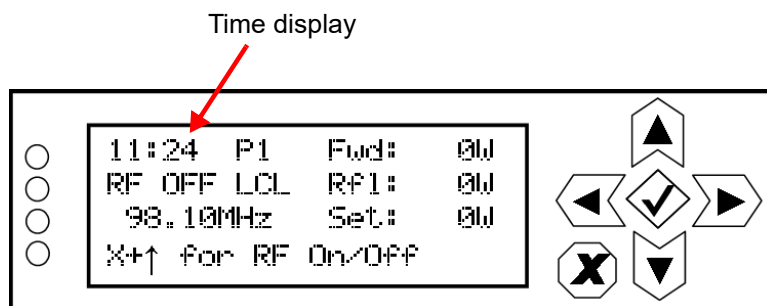 Time display
11:24 P1 Fwd: 0W
RF OFF LCL Rfl: 0W
98.10MHz Set: 0W
X+↑ for RF On/Off
X